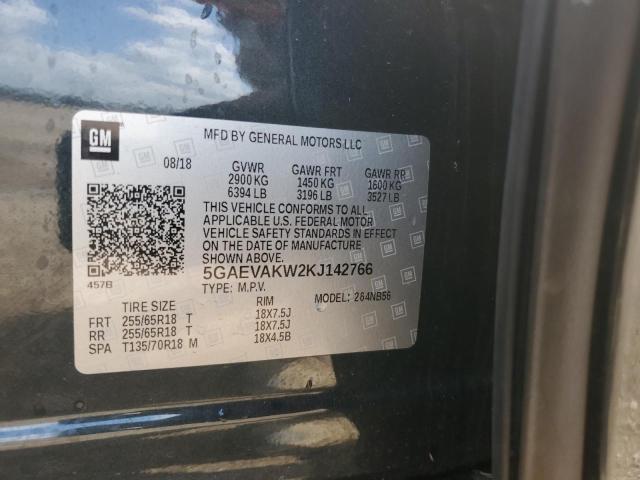 GM
MFD BY GENERAL MOTORS LLC
08/18 GVWR GAWR FRT GAWR RR
2900 KG 1450 KG 1600 KG
6394 LB 3196 LB 3527 LB
THIS VEHICLE CONFORMS TO ALL
APPLICABLE U.S. FEDERAL MOTOR
VEHICLE SAFETY STANDARDS IN EFFECT
ON THE DATE OF MANUFACTURE
SHOWN ABOVE.
457B
5GAEVAKW2KJ142766
TYPE: M.P.V. MODEL: 264NB56
TIRE SIZE RIM
FRT 255/65R18 T 18X7.5J
RR 255/65R18 T 18X7.5J
SPA T135/70R18 M 18X4.5B